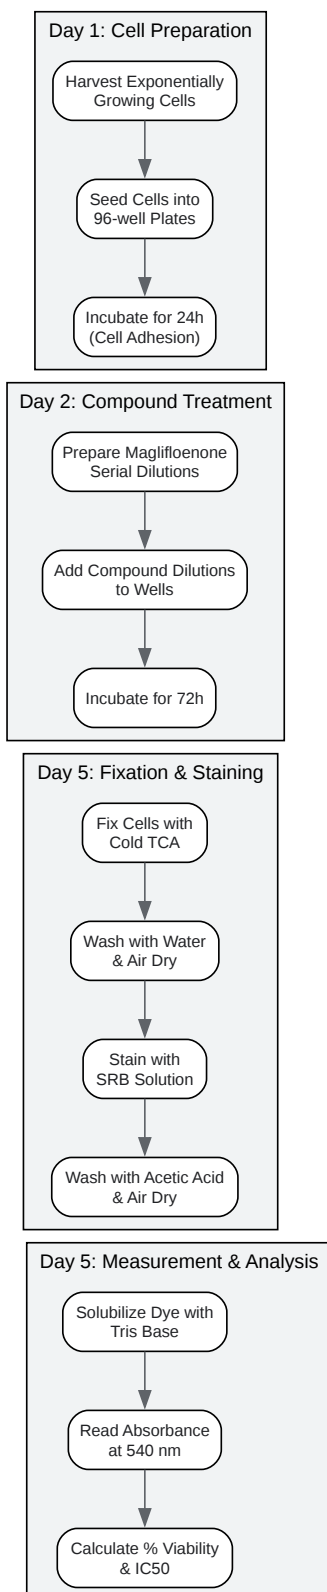 Day 1: Cell Preparation
Harvest Exponentially
Growing Cells
Seed Cells into
96-well Plates
Incubate for 24h
(Cell Adhesion)
Day 2: Compound Treatment
Prepare Maglifloenone
Serial Dilutions
Add Compound Dilutions
to Wells
Incubate for 72h
Day 5: Fixation & Staining
Fix Cells with
Cold TCA
Wash with Water
& Air Dry
Stain with
SRB Solution
Wash with Acetic Acid
& Air Dry
Day 5: Measurement & Analysis
Solubilize Dye with
Tris Base
Read Absorbance
at 540 nm
Calculate % Viability
& IC50